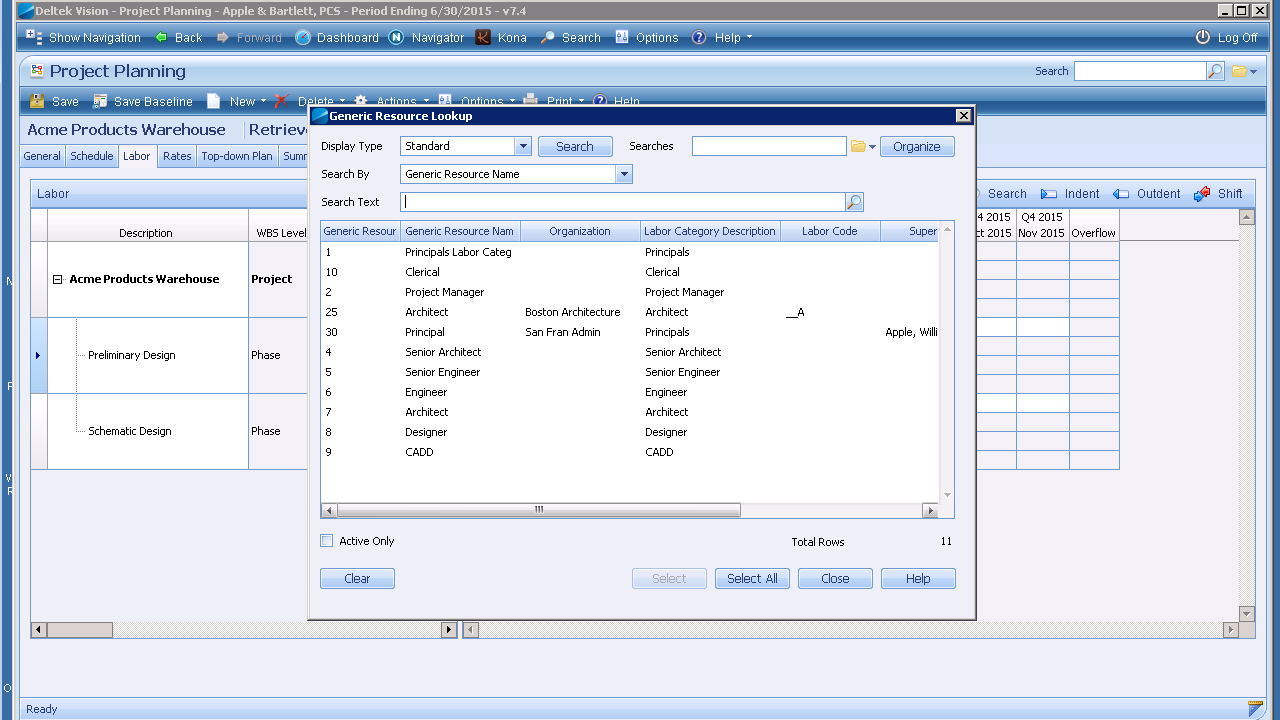 Deltek Vision - Project Planning - Apple & Bartlett, PCS - Period Ending 6/30/2015 - v7.4
Show Navigation Back Forward Dashboard Navigator Kona Search Options Help Log Off
Project Planning Search
Save Save Baseline New Delete Actions Options Print Help
Acme Products Warehouse Retrieve
General Schedule Labor Rates Top-down Plan Summ
Labor Search Indent Outdent Shift
4 2015 Q4 2015
Description WBS Level ct 2015 Nov 2015 Overflow
Acme Products Warehouse Project
Preliminary Design Phase
Schematic Design Phase
Generic Resource Lookup
Display Type Standard Search Searches Organize
Search By Generic Resource Name
Search Text
Generic Resour Generic Resource Nam Organization Labor Category Description Labor Code Super
1 Principals Labor Categ Principals
10 Clerical Clerical
2 Project Manager Project Manager
25 Architect Boston Architecture Architect __A
30 Principal San Fran Admin Principals Apple, Willi
4 Senior Architect Senior Architect
5 Senior Engineer Senior Engineer
6 Engineer Engineer
7 Architect Architect
8 Designer Designer
9 CADD CADD
Active Only Total Rows 11
Clear Select Select All Close Help
Ready